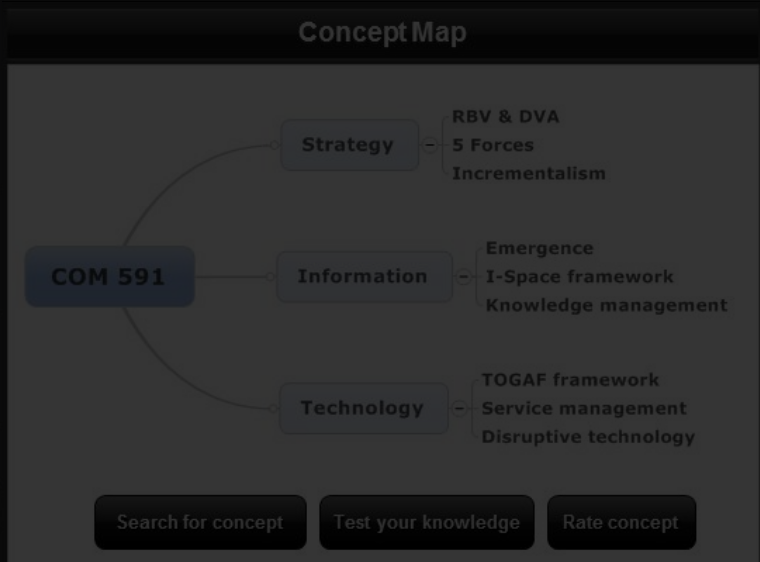 Concept Map
COM 591
Strategy
RBV & DVA
5 Forces
Incrementalism
Information
Emergence
I-Space framework
Knowledge management
Technology
TOGAF framework
Service management
Disruptive technology
Search for concept
Test your knowledge
Rate concept